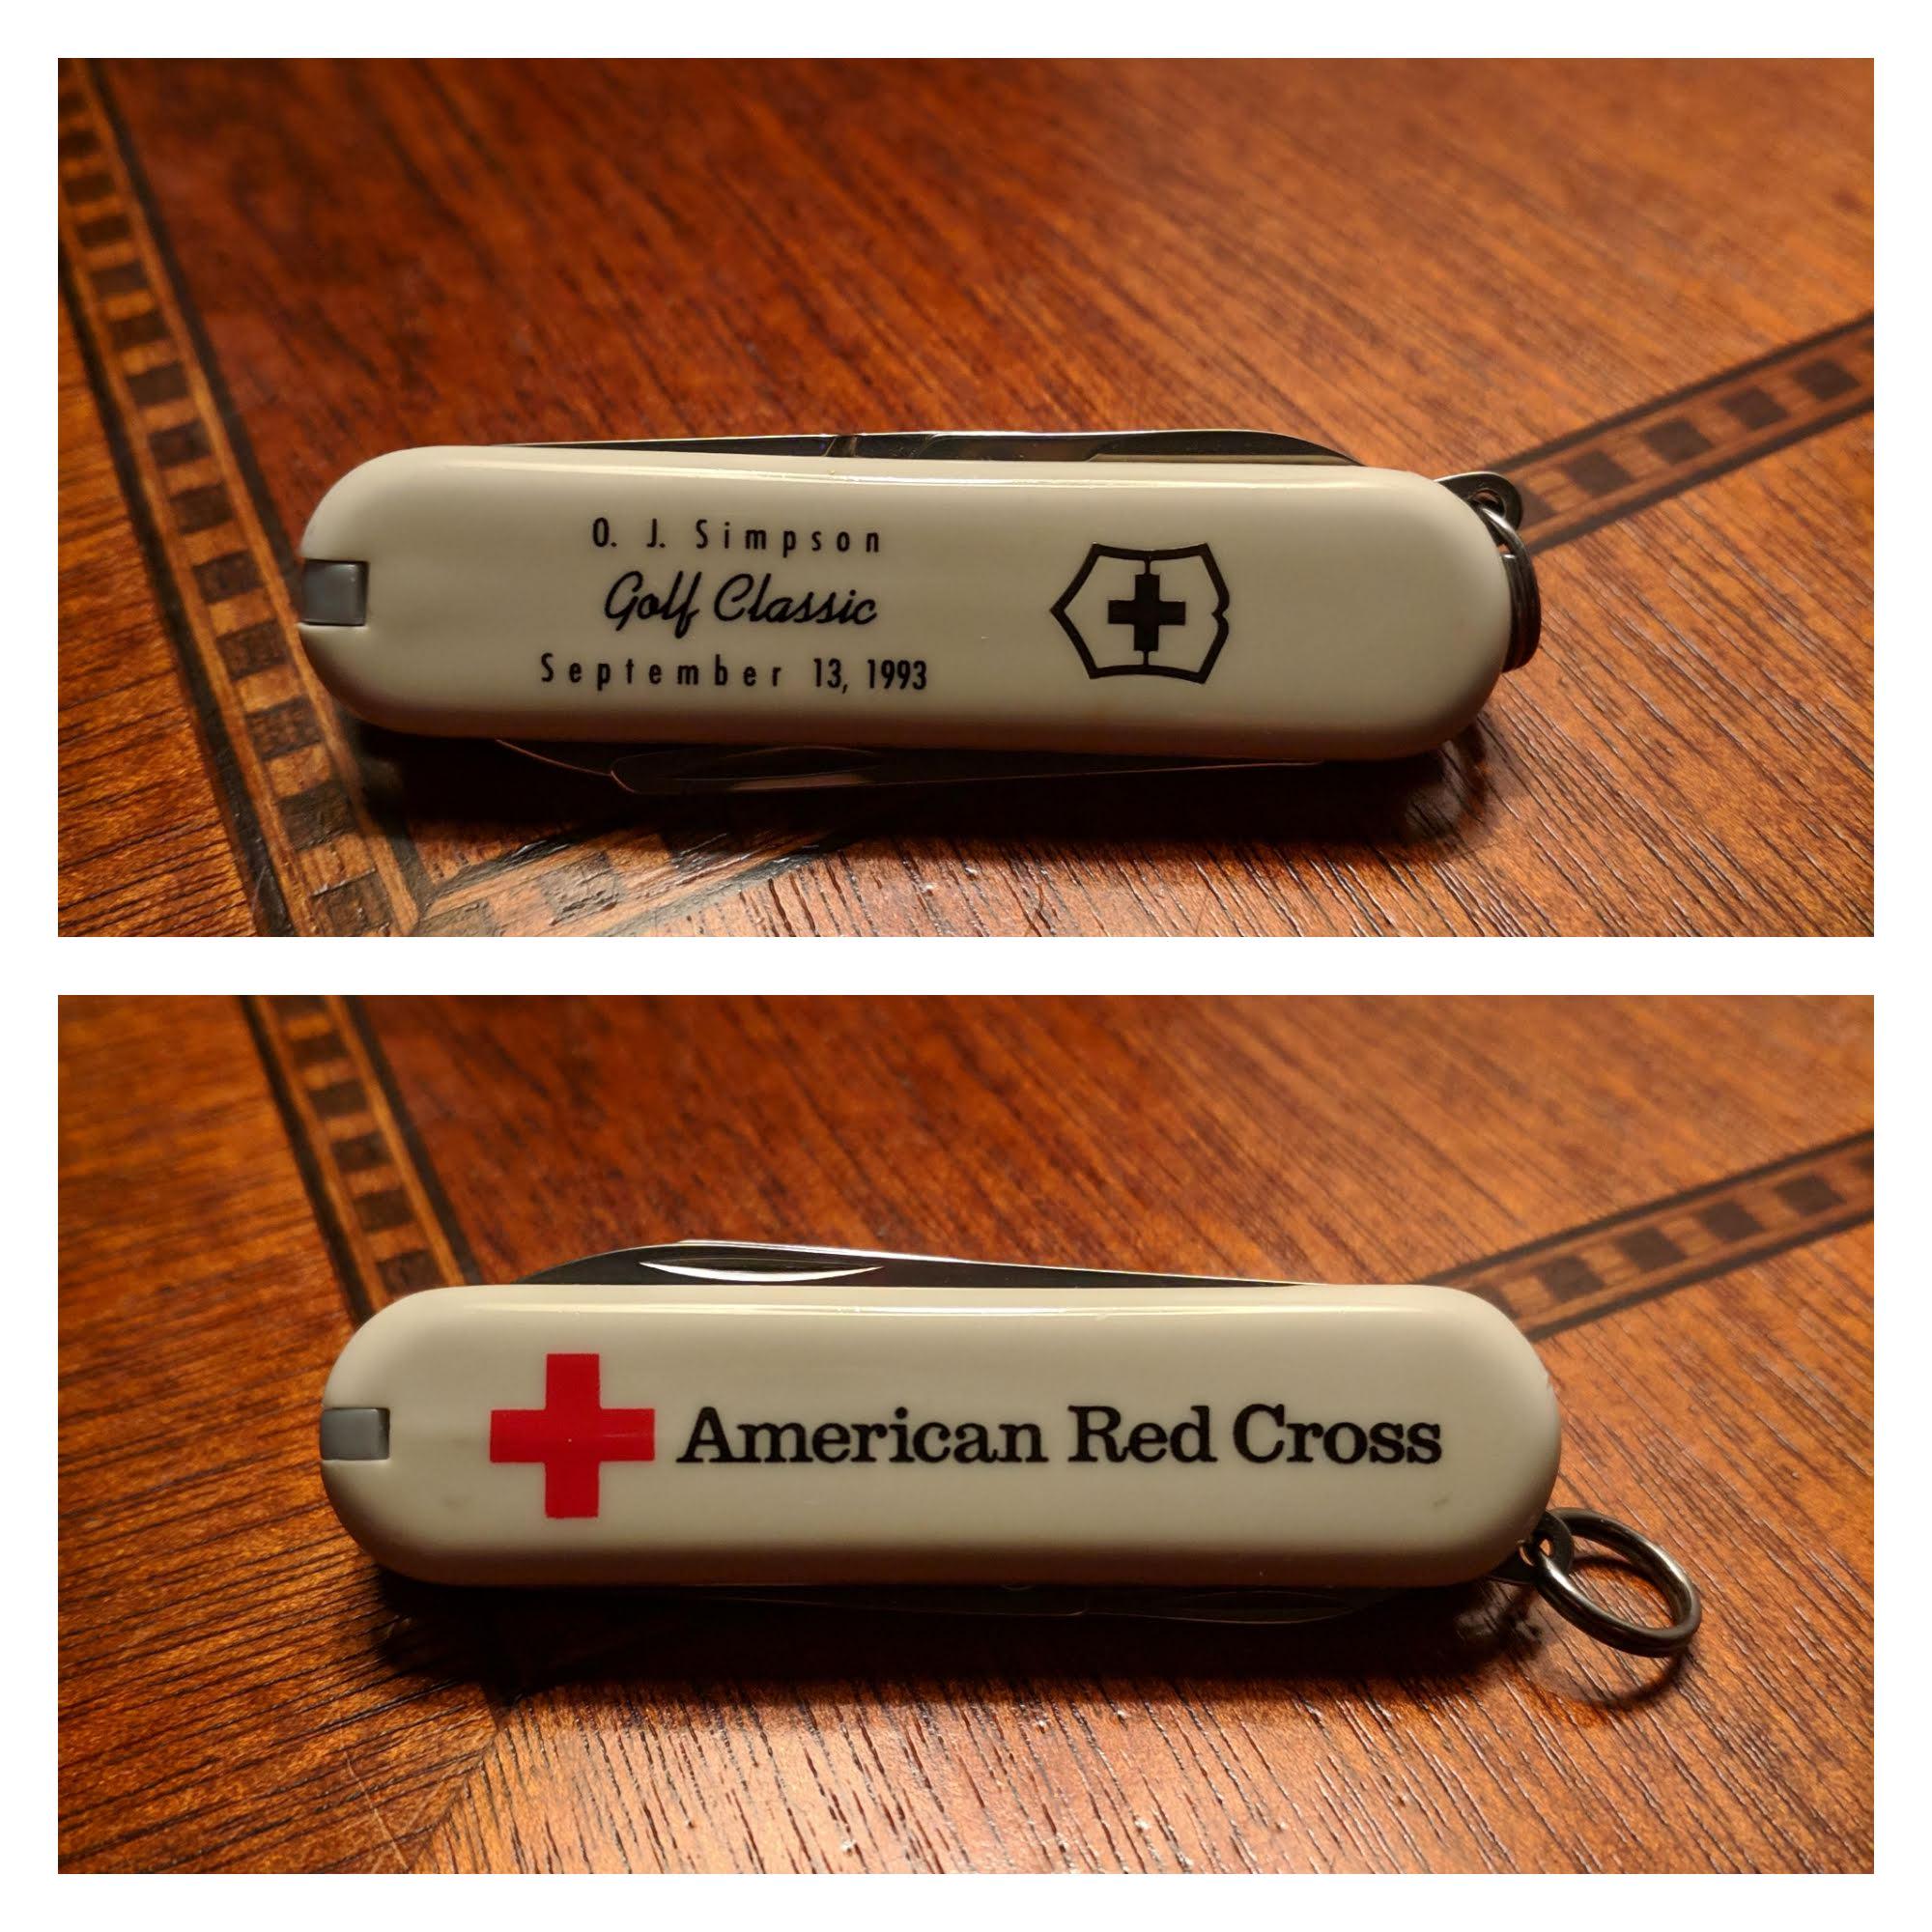 O. J. Simpson
Golf Classic
September 13, 1993
American Red Cross